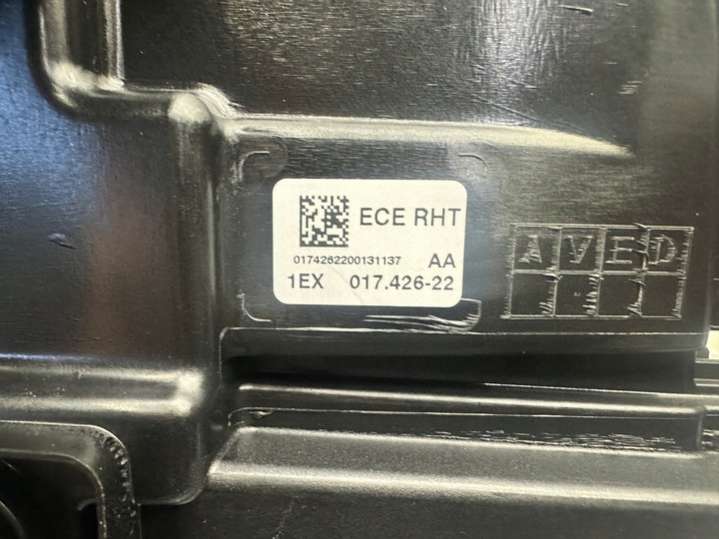 ECE RHT
0174262200131137 AA
1EX 017.426-22
AVED